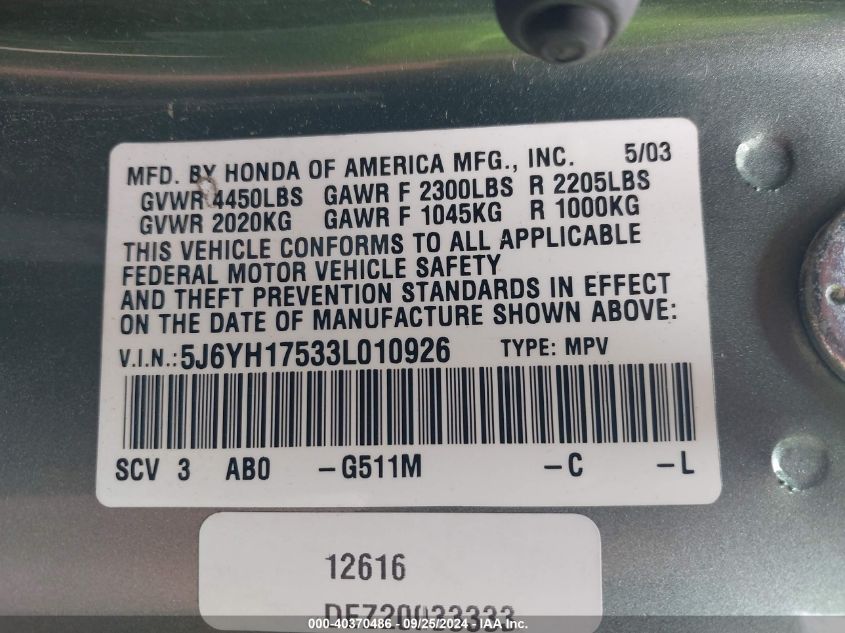 MFD. BY HONDA OF AMERICA MFG., INC. 5/03
GVWR 4450LBS GAWR F 2300LBS R 2205LBS
GVWR 2020KG GAWR F 1045KG R 1000KG
THIS VEHICLE CONFORMS TO ALL APPLICABLE
FEDERAL MOTOR VEHICLE SAFETY
AND THEFT PREVENTION STANDARDS IN EFFECT
ON THE DATE OF MANUFACTURE SHOWN ABOVE:
V.I.N.: 5J6YH17533L010926 TYPE: MPV
SCV 3 AB0 -G511M -C -L
12616
000-40370486 - 09/25/2024 - IAA Inc.